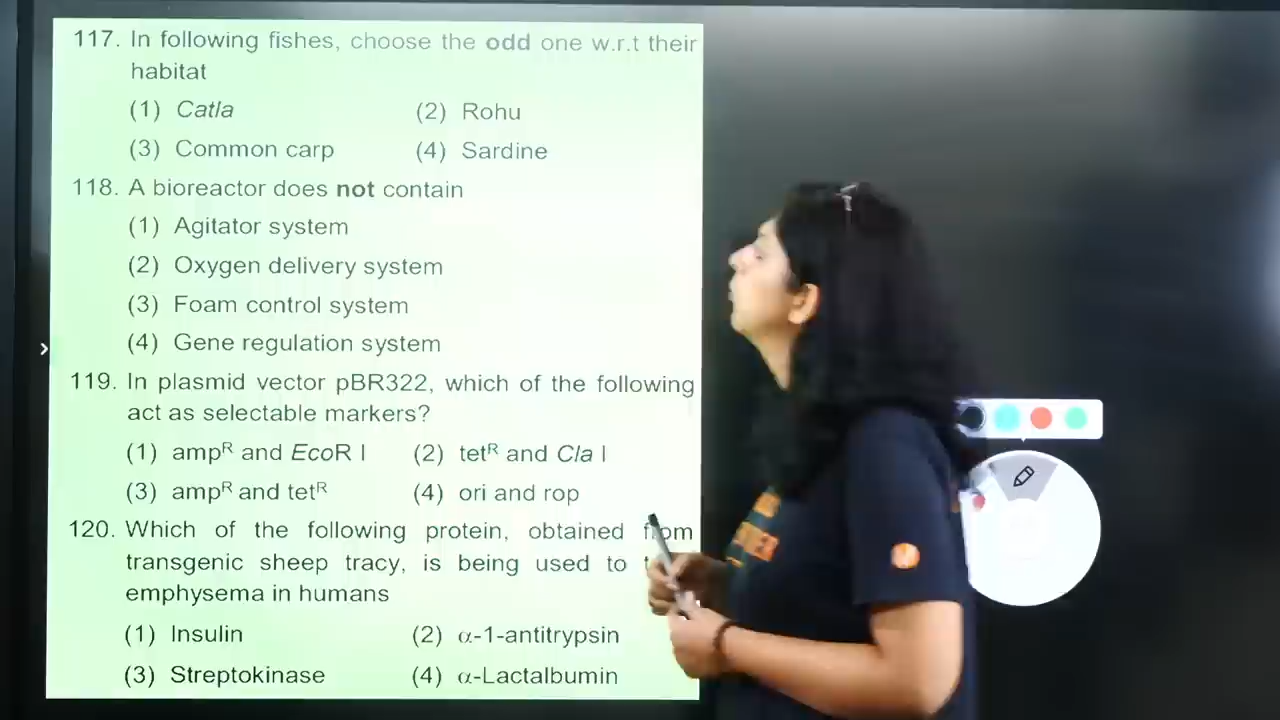 117. In following fishes, choose the odd one w.r.t their
habitat
(1) Catla (2) Rohu
(3) Common carp (4) Sardine
118. A bioreactor does not contain
(1) Agitator system
(2) Oxygen delivery system
(3) Foam control system
(4) Gene regulation system
119. In plasmid vector pBR322, which of the following
act as selectable markers?
(1) ampᴿ and EcoR I (2) tetᴿ and Cla I
(3) ampᴿ and tetᴿ (4) ori and rop
120. Which of the following protein, obtained from
transgenic sheep tracy, is being used to
emphysema in humans
(1) Insulin (2) α-1-antitrypsin
(3) Streptokinase (4) α-Lactalbumin